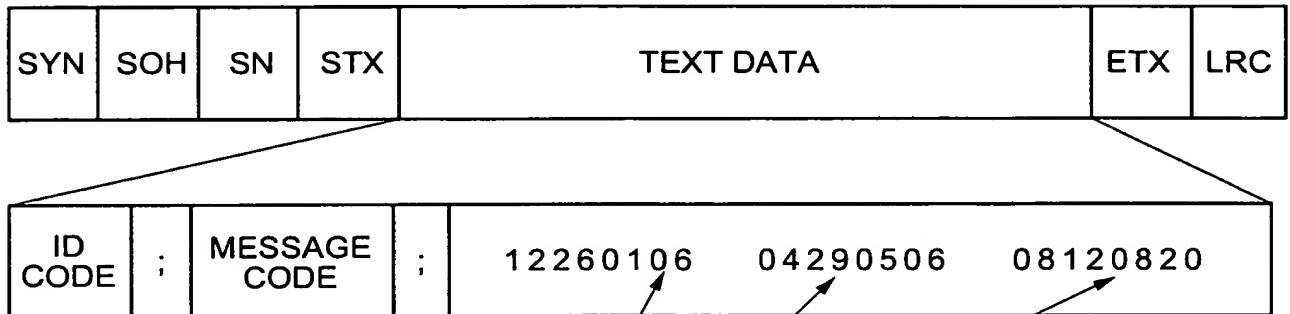 SYN SOH SN STX TEXT DATA ETX LRC
ID CODE ; MESSAGE CODE ; 12260106 04290506 08120820